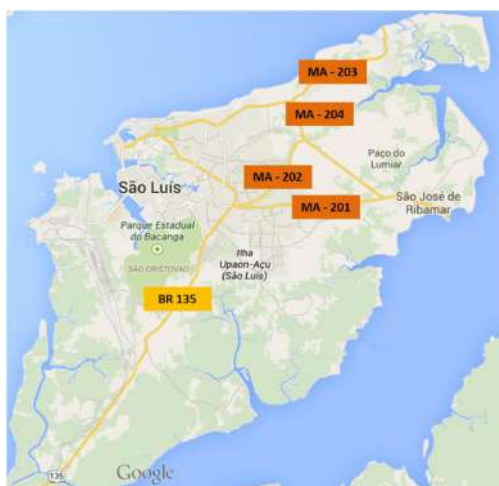 MA - 203
MA - 204
Paço do
Lumiar
MA - 202
São Luís
São José de
Ribamar
MA - 201
Parque Estadual
do Bacanga
SÃO CRISTOVÃO
Ilha
Upaon-Açu
(São Luís)
BR 135
135
Google